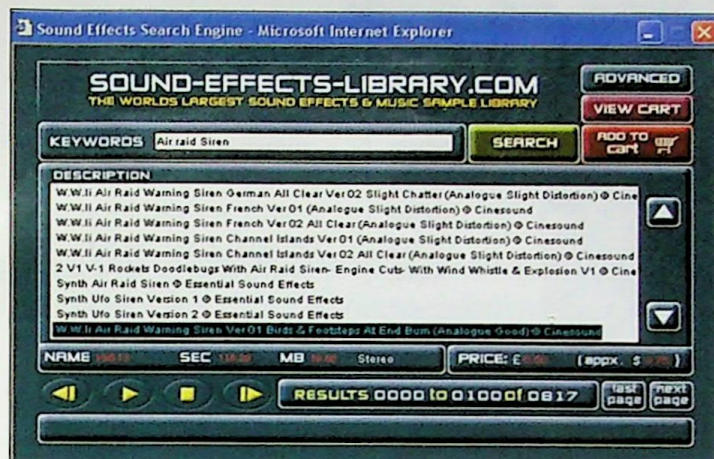 Sound Effects Search Engine - Microsoft Internet Explorer
SOUND-EFFECTS-LIBRARY.COM
THE WORLDS LARGEST SOUND EFFECTS & MUSIC SAMPLE LIBRARY
ADVANCED
VIEW CART
KEYWORDS Air raid Siren SEARCH ADD TO cart
DESCRIPTION
W.W.ii Air Raid Warning Siren German All Clear Ver 02 Slight Chatter (Analogue Slight Distortion) © Cine
W.W.ii Air Raid Warning Siren French Ver 01 (Analogue Slight Distortion) © Cinesound
W.W.ii Air Raid Warning Siren French Ver 02 All Clear (Analogue Slight Distortion) © Cinesound
W.W.ii Air Raid Warning Siren Channel Islands Ver 01 (Analogue Slight Distortion) © Cinesound
W.W.ii Air Raid Warning Siren Channel Islands Ver 02 All Clear (Analogue Slight Distortion) © Cinesound
2 V1 V-1 Rockets Doodlebugs With Air Raid Siren- Engine Cuts- With Wind Whistle & Explosion V1 © Cine
Synth Air Raid Siren © Essential Sound Effects
Synth Ufo Siren Version 1 © Essential Sound Effects
Synth Ufo Siren Version 2 © Essential Sound Effects
W.W.ii Air Raid Warning Siren Ver 01 Birds & Footsteps At End Bum (Analogue Good) © Cinesound
NAME SEC MB Stereo PRICE: £ (appx. $ )
RESULTS 0000 to 0100 of 0817 last page next page